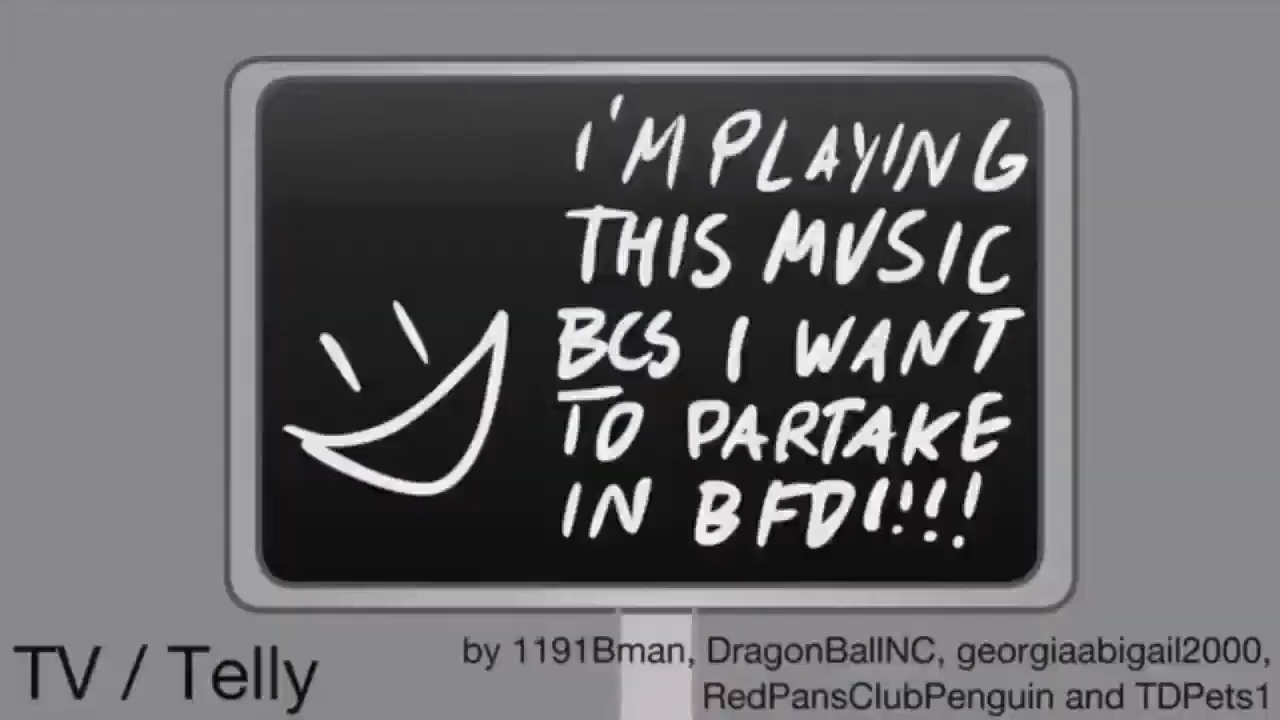 I'M PLAYING
THIS MUSIC
BCS I WANT
TO PARTAKE
IN BFDI!!!
TV / Telly
by 1191Bman, DragonBallNC, georgiaabigail2000,
RedPansClubPenguin and TDPets1